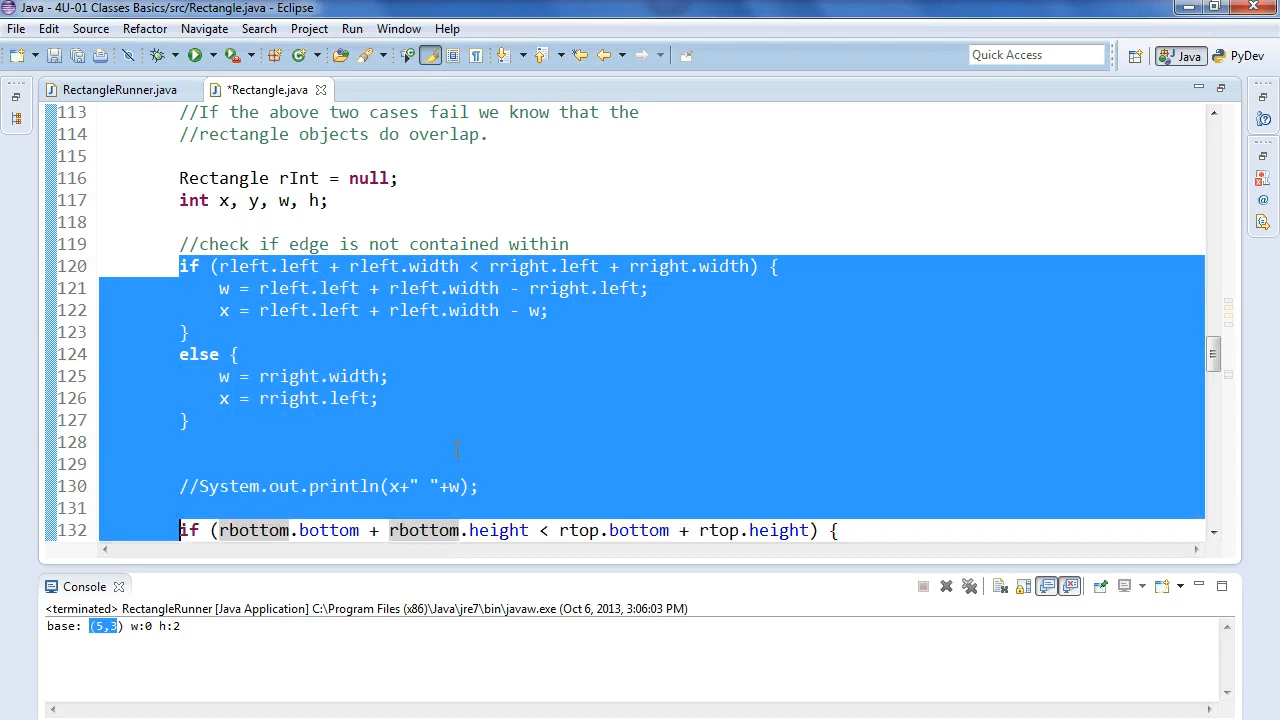 Java - 4U-01 Classes Basics/src/Rectangle.java - Eclipse
File Edit Source Refactor Navigate Search Project Run Window Help
Quick Access Java PyDev
RectangleRunner.java *Rectangle.java
113 //If the above two cases fail we know that the
114 //rectangle objects do overlap.
115
116 Rectangle rInt = null;
117 int x, y, w, h;
118
119 //check if edge is not contained within
120 if (rleft.left + rleft.width < rright.left + rright.width) {
121 w = rleft.left + rleft.width - rright.left;
122 x = rleft.left + rleft.width - w;
123 }
124 else {
125 w = rright.width;
126 x = rright.left;
127 }
128
129
130 //System.out.println(x+" "+w);
131
132 if (rbottom.bottom + rbottom.height < rtop.bottom + rtop.height) {
Console
<terminated> RectangleRunner [Java Application] C:\Program Files (x86)\Java\jre7\bin\javaw.exe (Oct 6, 2013, 3:06:03 PM)
base: (5,3) w:0 h:2